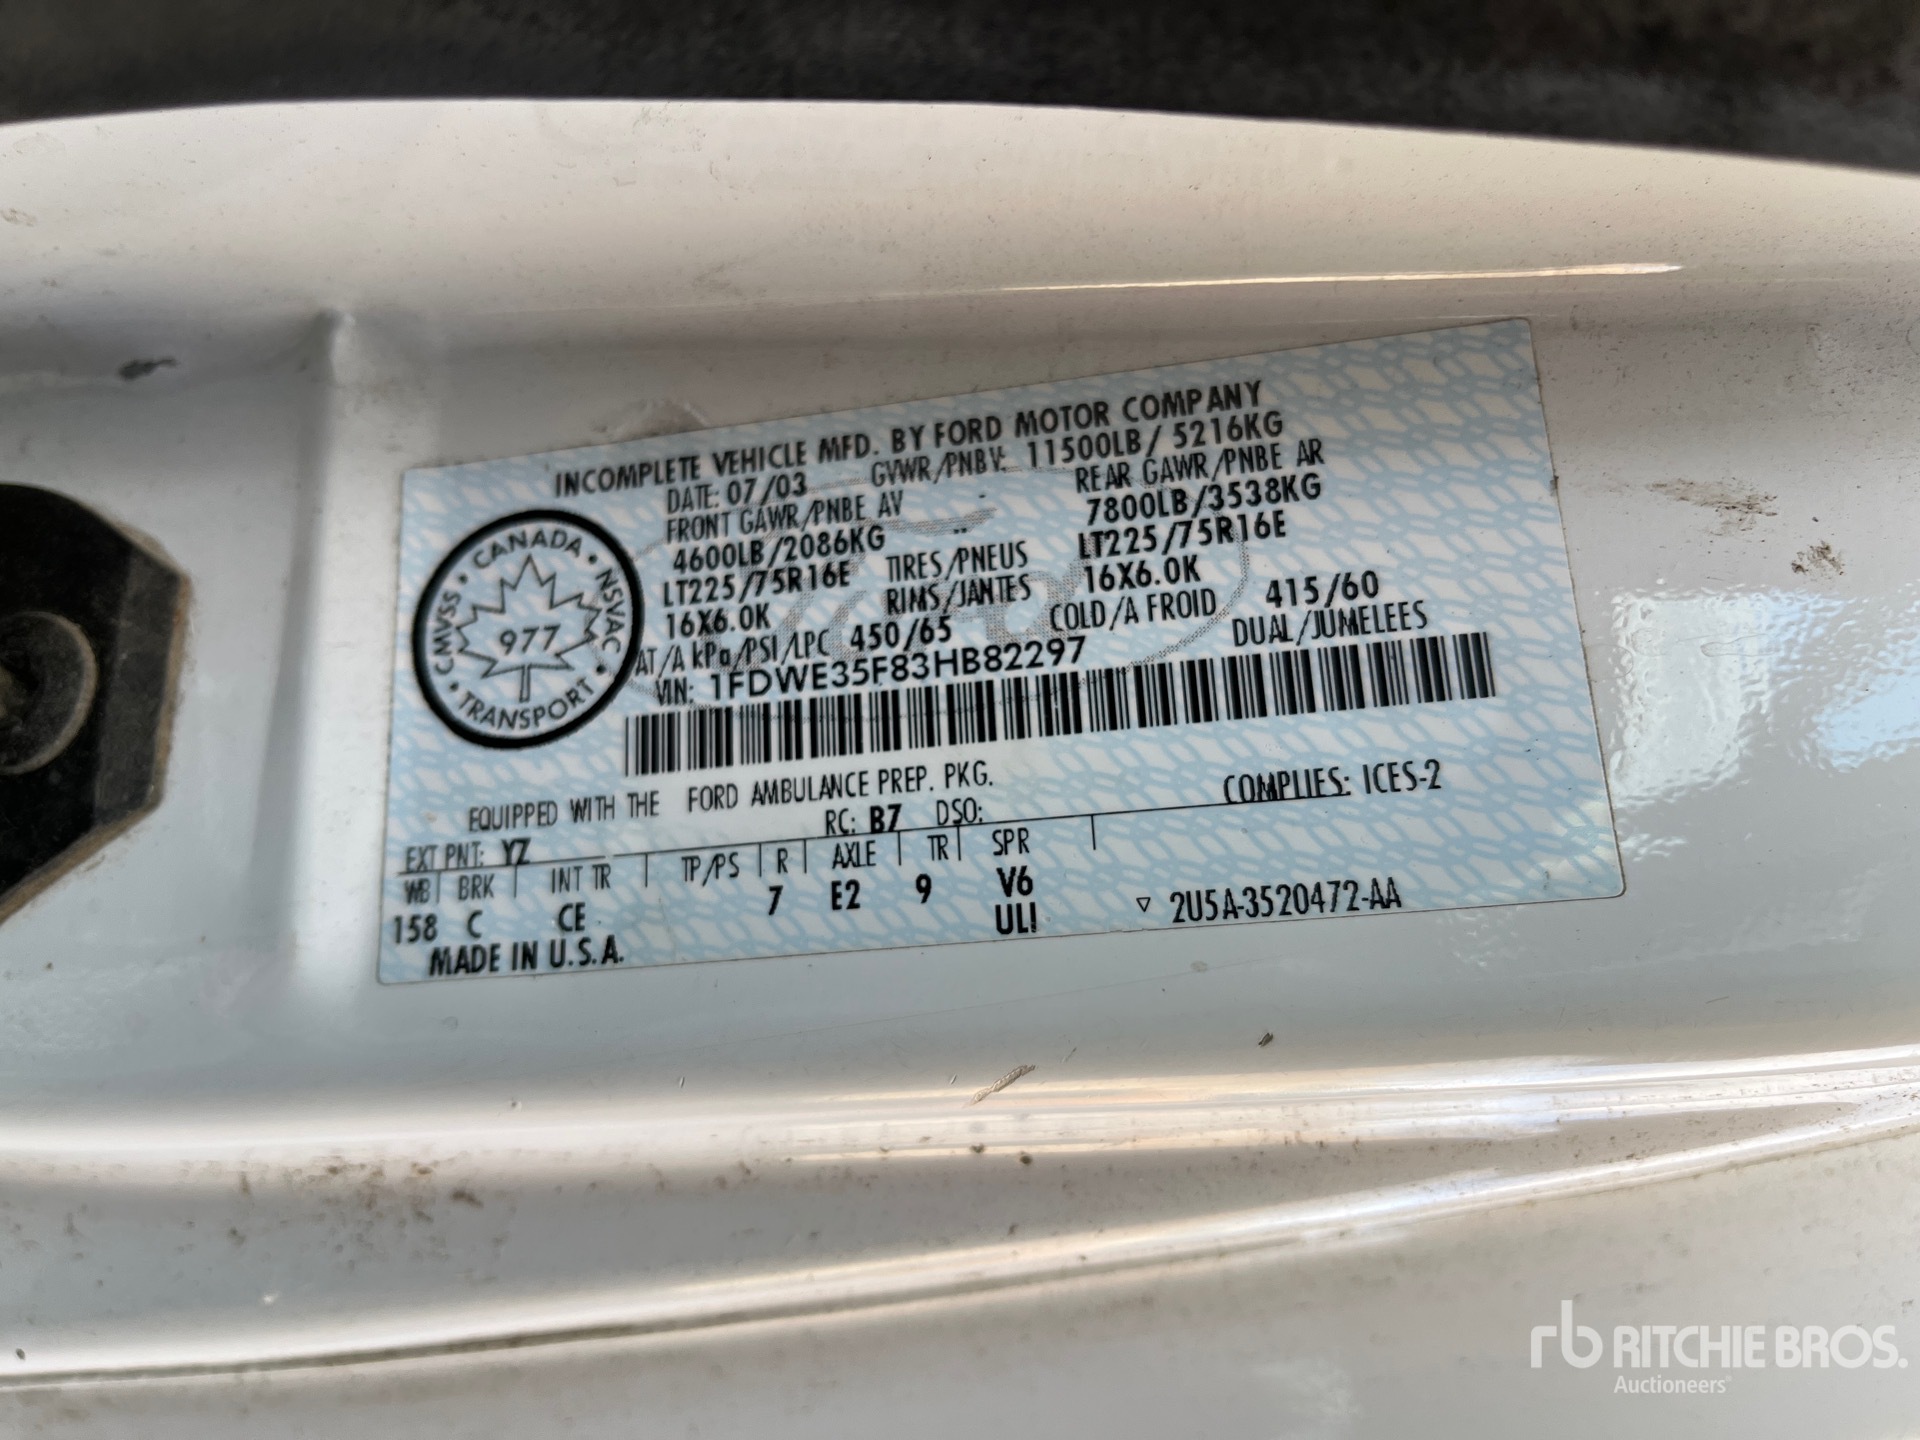 INCOMPLETE VEHICLE MFD. BY FORD MOTOR COMPANY
DATE: 07/03 GVWR/PNBV: 11500LB/ 5216KG
FRONT GAWR/PNBE AV REAR GAWR/PNBE AR
4600LB/2086KG 7800LB/3538KG
LT225/75R16E TIRES/PNEUS LT225/75R16E
16X6.0K RIMS/JANTES 16X6.0K
AT/A kPa/PSI/LPC 450/65 COLD/A FROID 415/60
VIN: 1FDWE35F83HB82297 DUAL/JUMELEES
CANADA · NSVAC · TRANSPORT · CMVSS ·
977
EQUIPPED WITH THE FORD AMBULANCE PREP. PKG. COMPLIES: ICES-2
EXT PNT: YZ RC: B7 DSO:
WB BRK INT TR TP/PS R AXLE TR SPR
158 C CE 7 E2 9 V6
ULI
▽ 2U5A-3520472-AA
MADE IN U.S.A.
rb RITCHIE BROS.
Auctioneers